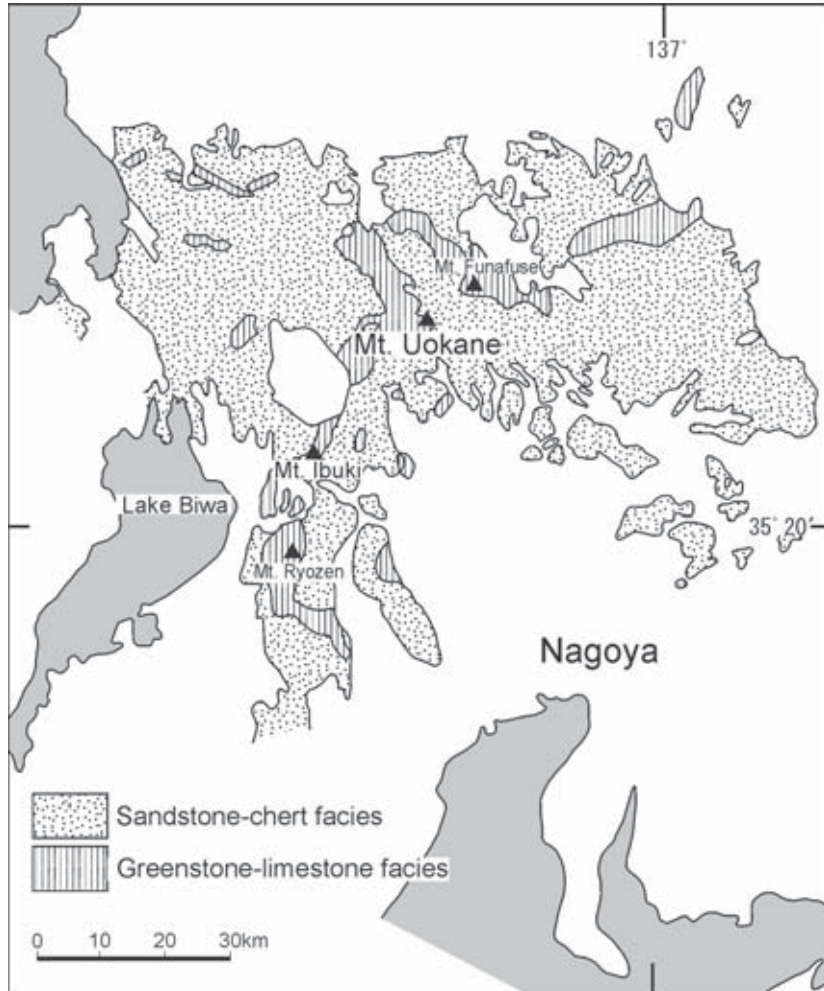 137°
Mt. Funafuse
Mt. Uokane
Mt. Ibuki
Lake Biwa
35° 20'
Mt. Ryozen
Nagoya
Sandstone-chert facies
Greenstone-limestone facies
0 10 20 30km